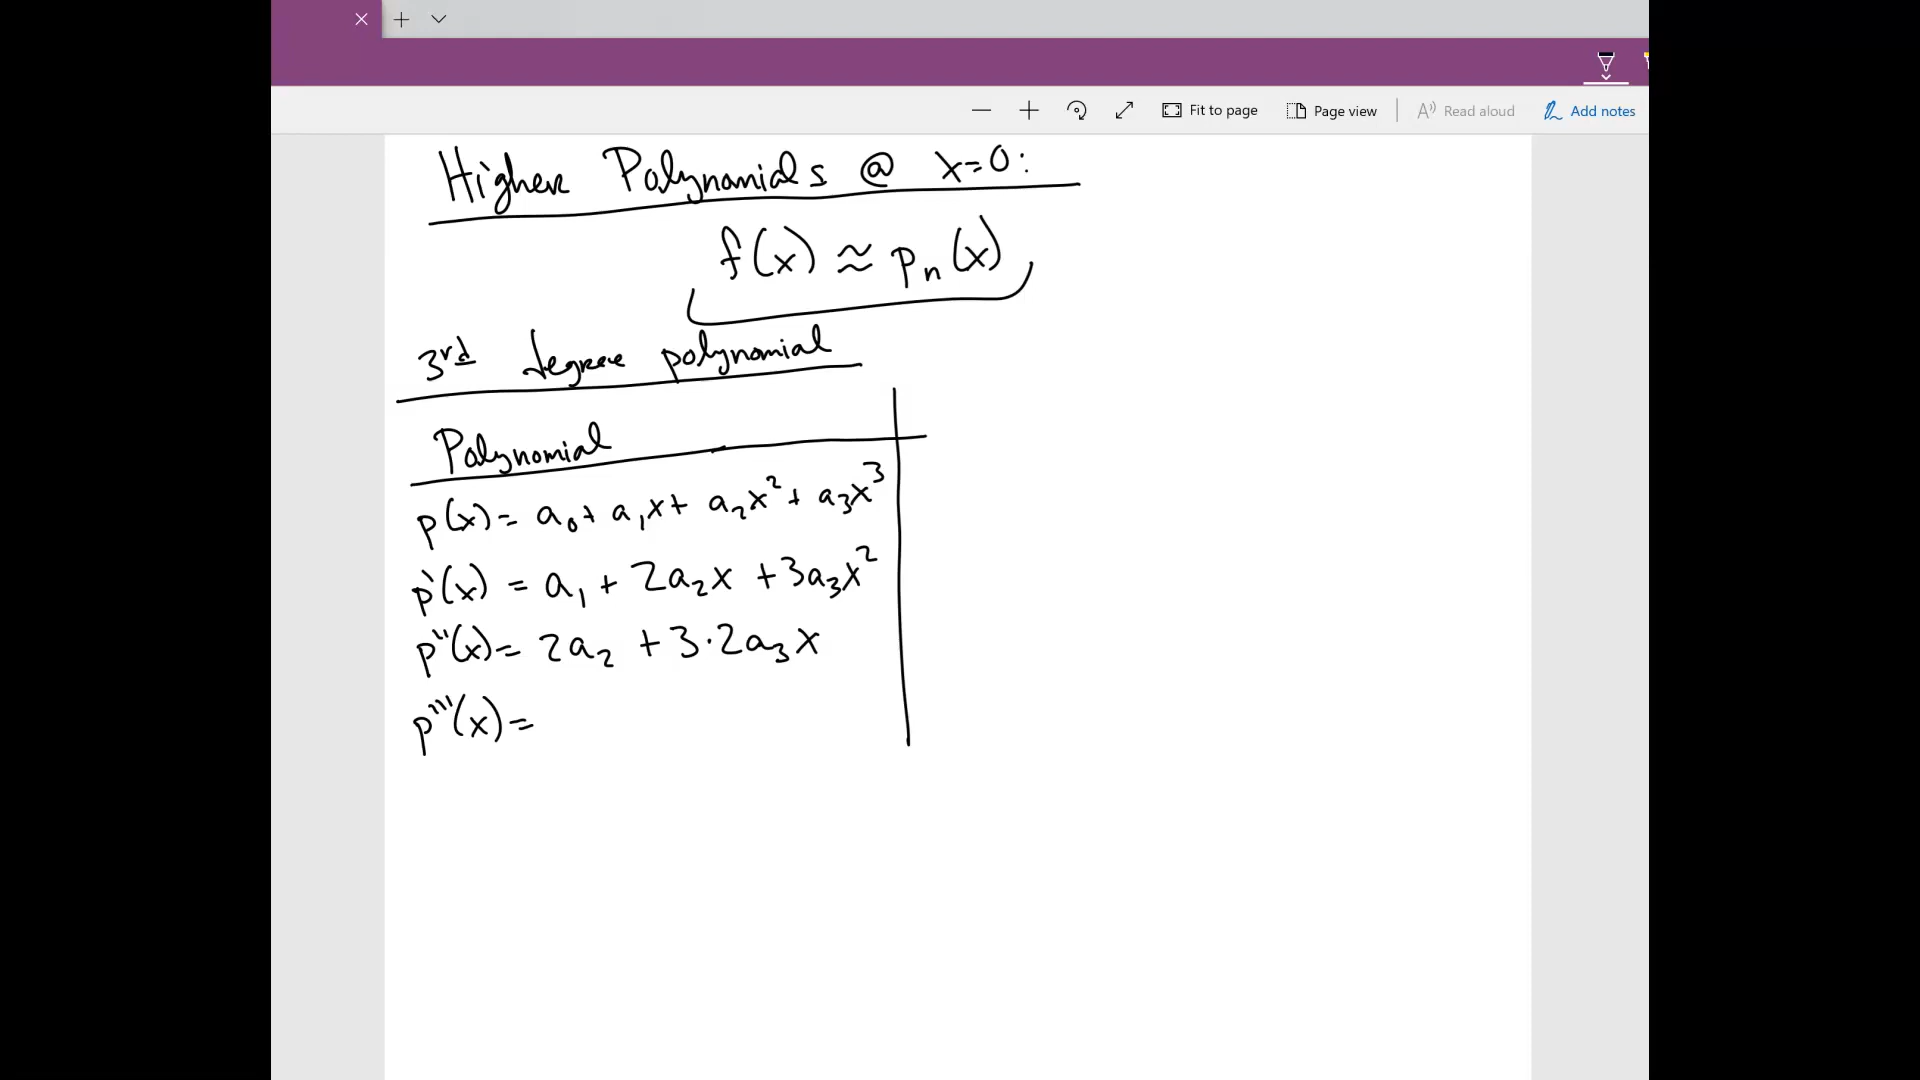 Fit to page
Page view
Read aloud
Add notes
Higher Polynomials @ x=0:
f(x) ≈ pₙ(x)
3rd degree polynomial
Polynomial
p(x) = a₀ + a₁x + a₂x² + a₃x³
p'(x) = a₁ + 2a₂x + 3a₃x²
p''(x) = 2a₂ + 3·2a₃x
p'''(x) =